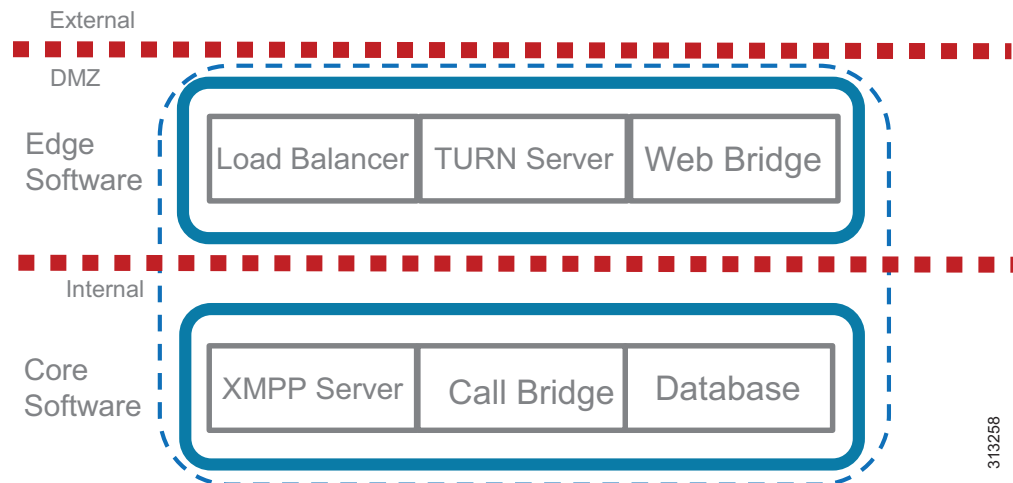 External
DMZ
Edge
Software
Load Balancer
TURN Server
Web Bridge
Internal
Core
Software
XMPP Server
Call Bridge
Database
313258